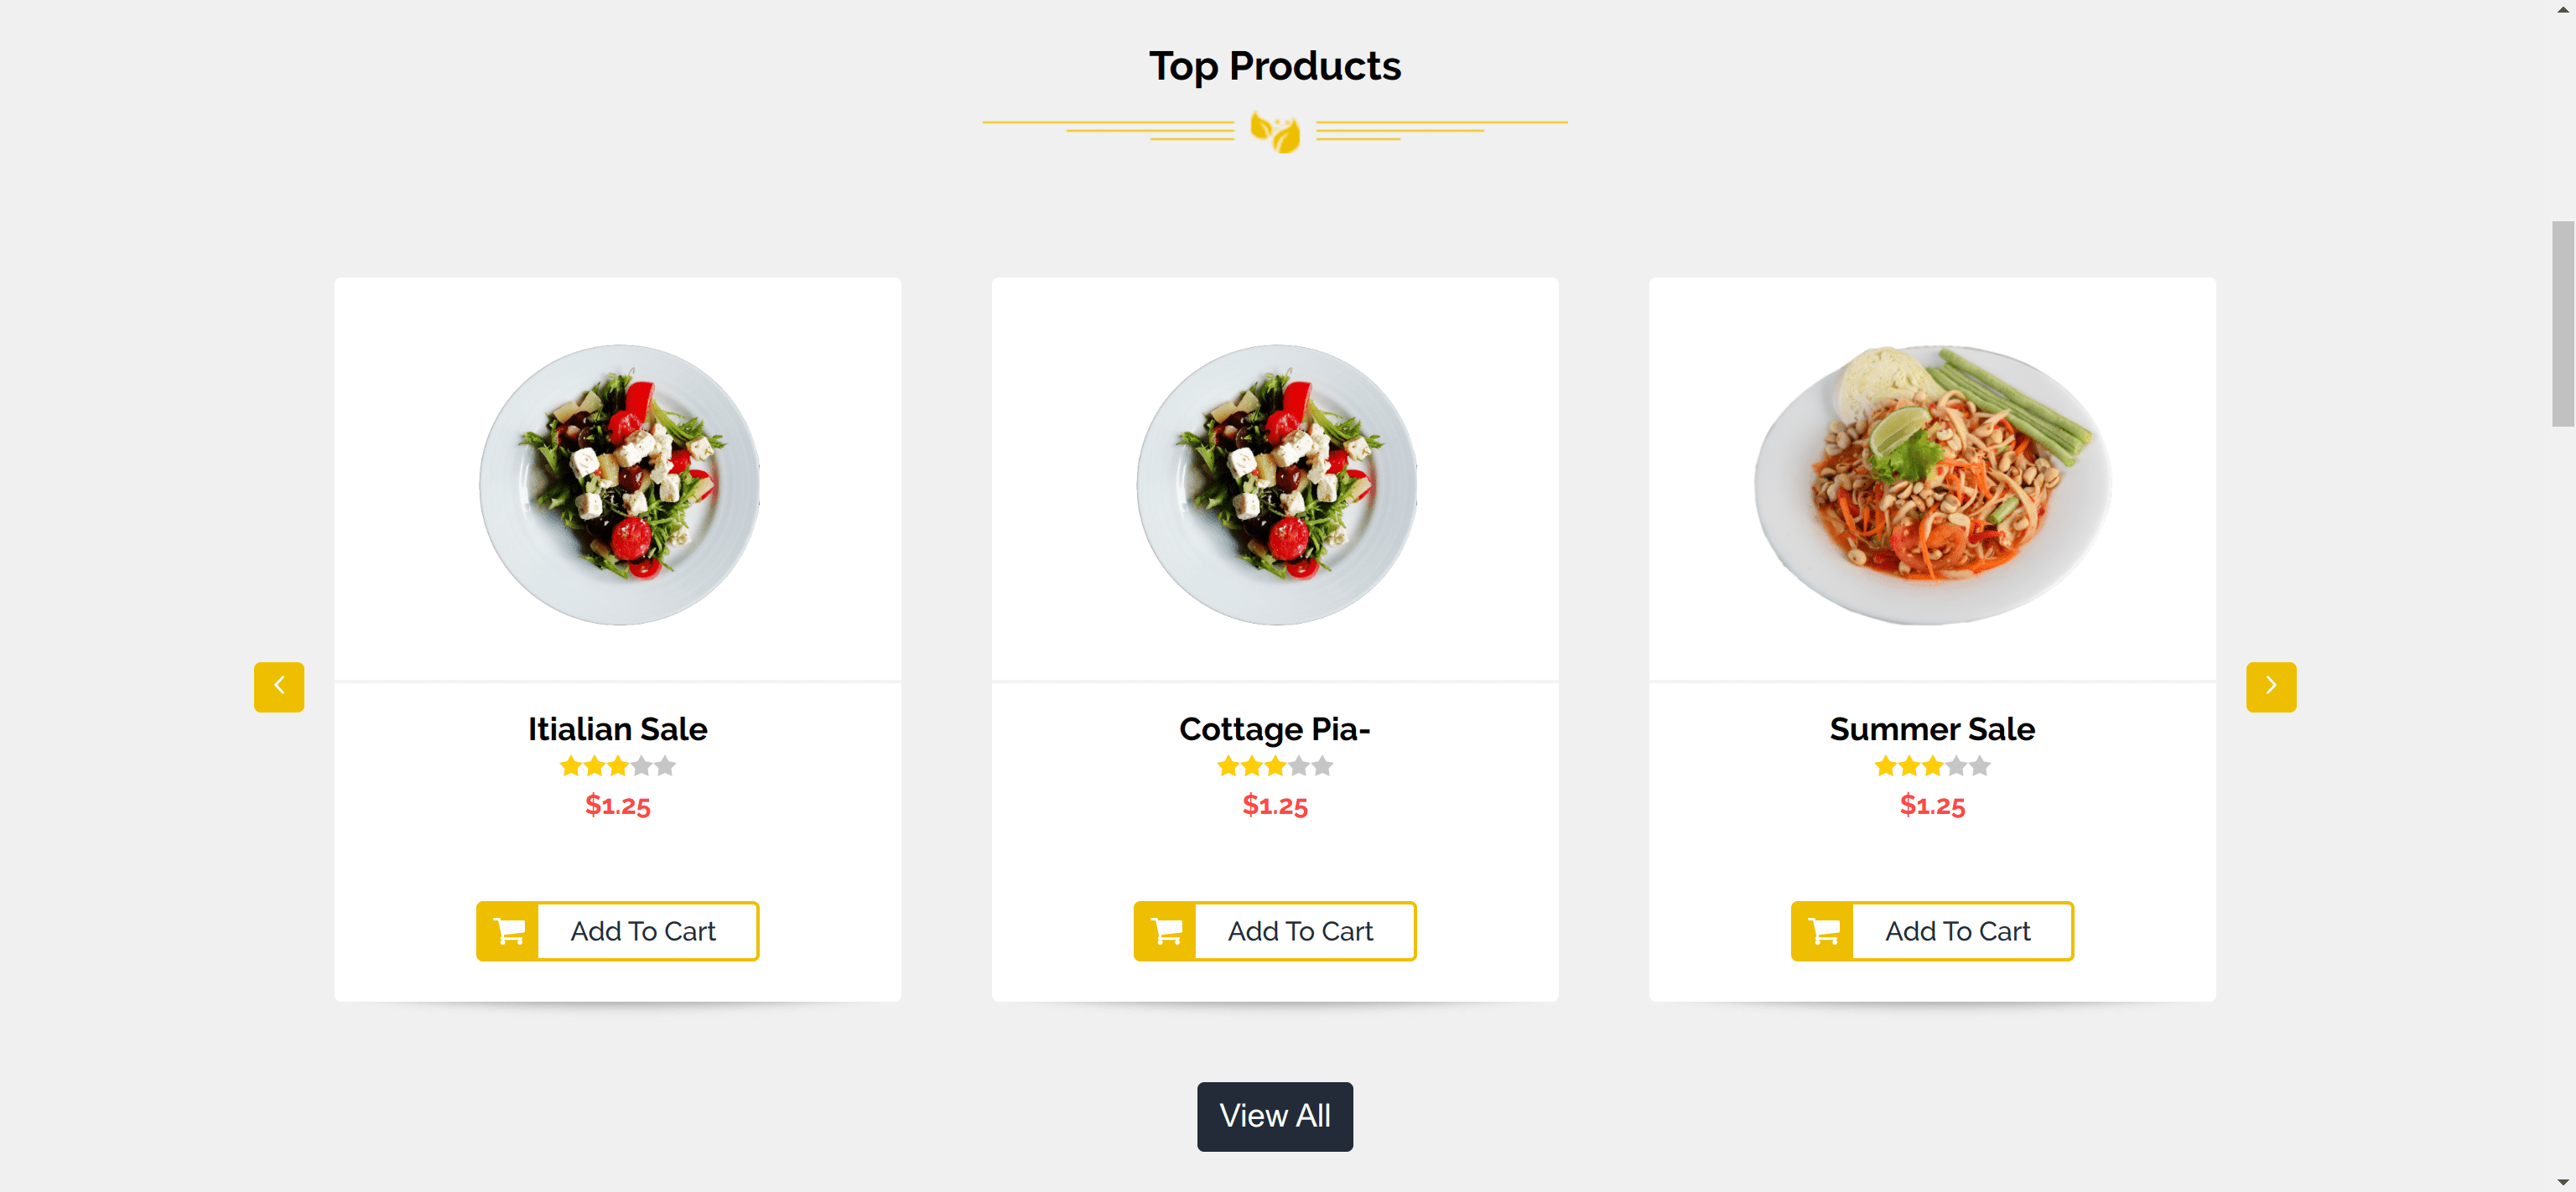 Top Products
Itialian Sale
$1.25
Add To Cart
Cottage Pia-
$1.25
Add To Cart
Summer Sale
$1.25
Add To Cart
View All